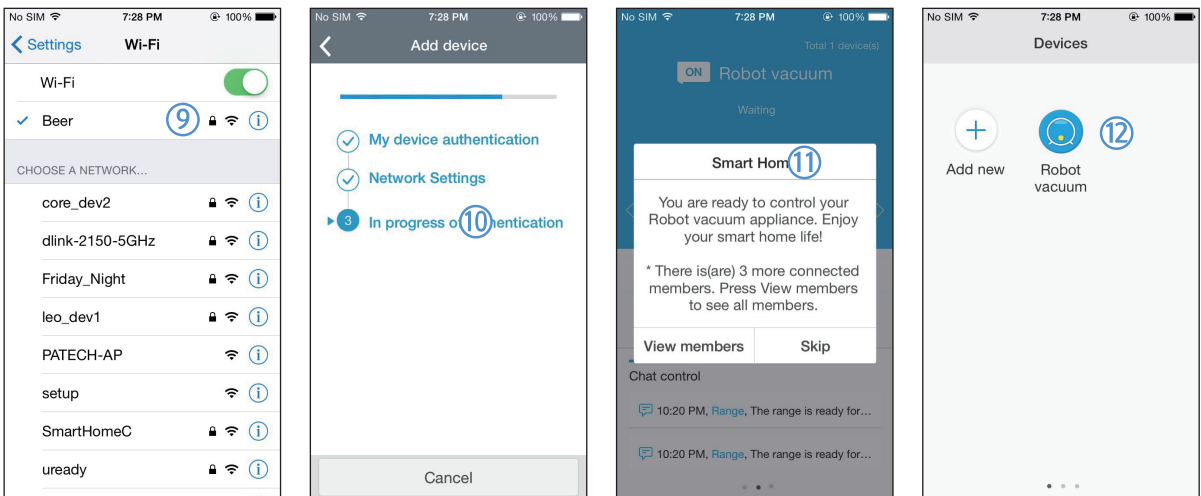 No SIM 7:28 PM 100%
Settings Wi-Fi
Wi-Fi
Beer ⑨
CHOOSE A NETWORK...
core_dev2
dlink-2150-5GHz
Friday_Night
leo_dev1
PATECH-AP
setup
SmartHomeC
uready
No SIM 7:28 PM 100%
Add device
My device authentication
Network Settings
3 In progress of ⑩hentication
Cancel
No SIM 7:28 PM 100%
Total 1 device(s)
ON Robot vacuum
Waiting
Smart Hom ⑪
You are ready to control your
Robot vacuum appliance. Enjoy
your smart home life!
* There is(are) 3 more connected
members. Press View members
to see all members.
View members Skip
Chat control
10:20 PM, Range, The range is ready for...
10:20 PM, Range, The range is ready for...
No SIM 7:28 PM 100%
Devices
⑫
Add new Robot
vacuum